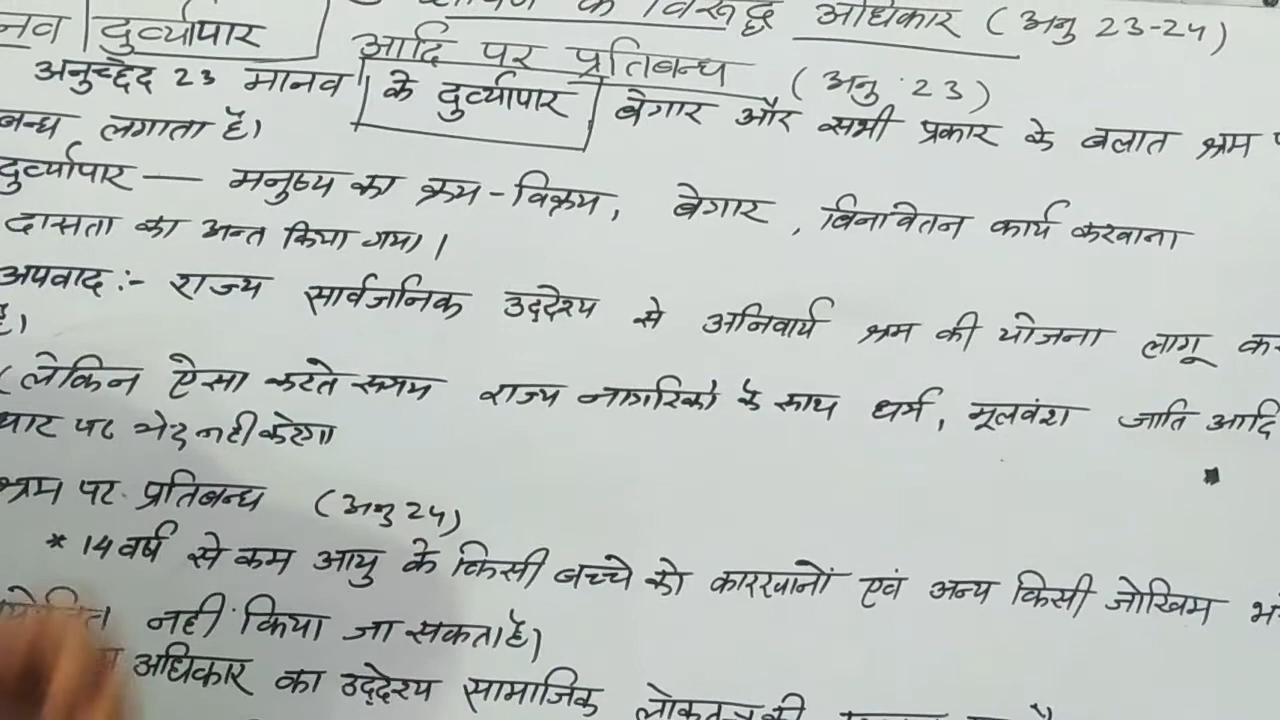 के विरूद्ध अधिकार (अनु 23-24)
दुर्व्यापार आदि पर प्रतिबन्ध (अनु. 23)
अनुच्छेद 23 मानव के दुर्व्यापार बेगार और सभी प्रकार के बलात श्रम
बन्ध लगाता है।
दुर्व्यापार — मनुष्य का क्रय-विक्रय, बेगार, विनावेतन कार्य करवाना
दासता का अन्त किया गया।
अपवाद :- राज्य सार्वजनिक उद्देश्य से अनिवार्य श्रम की योजना लागू
है।
(लेकिन ऐसा करते समय राज्य नागरिको के साथ धर्म, मूलवंश जाति आदि
धार पर भेद नही करेगा
श्रम पर प्रतिबन्ध (अनु 24)
* 14 वर्ष से कम आयु के किसी बच्चे को कारखानों एवं अन्य किसी जोखिम
नही किया जा सकता है।
अधिकार का उद्देश्य सामाजिक लोकतन्त्र की